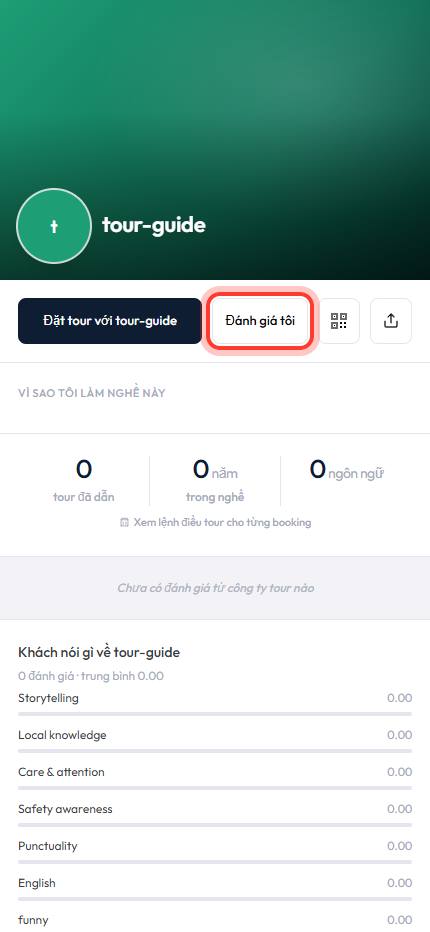 t
tour-guide
Đặt tour với tour-guide
Đánh giá tôi
VÌ SAO TÔI LÀM NGHỀ NÀY
0
0 năm
0 ngôn ngữ
tour đã dẫn
trong nghề
Xem lệnh điều tour cho từng booking
Chưa có đánh giá từ công ty tour nào
Khách nói gì về tour-guide
0 đánh giá · trung bình 0.00
Storytelling 0.00
Local knowledge 0.00
Care & attention 0.00
Safety awareness 0.00
Punctuality 0.00
English 0.00
funny 0.00